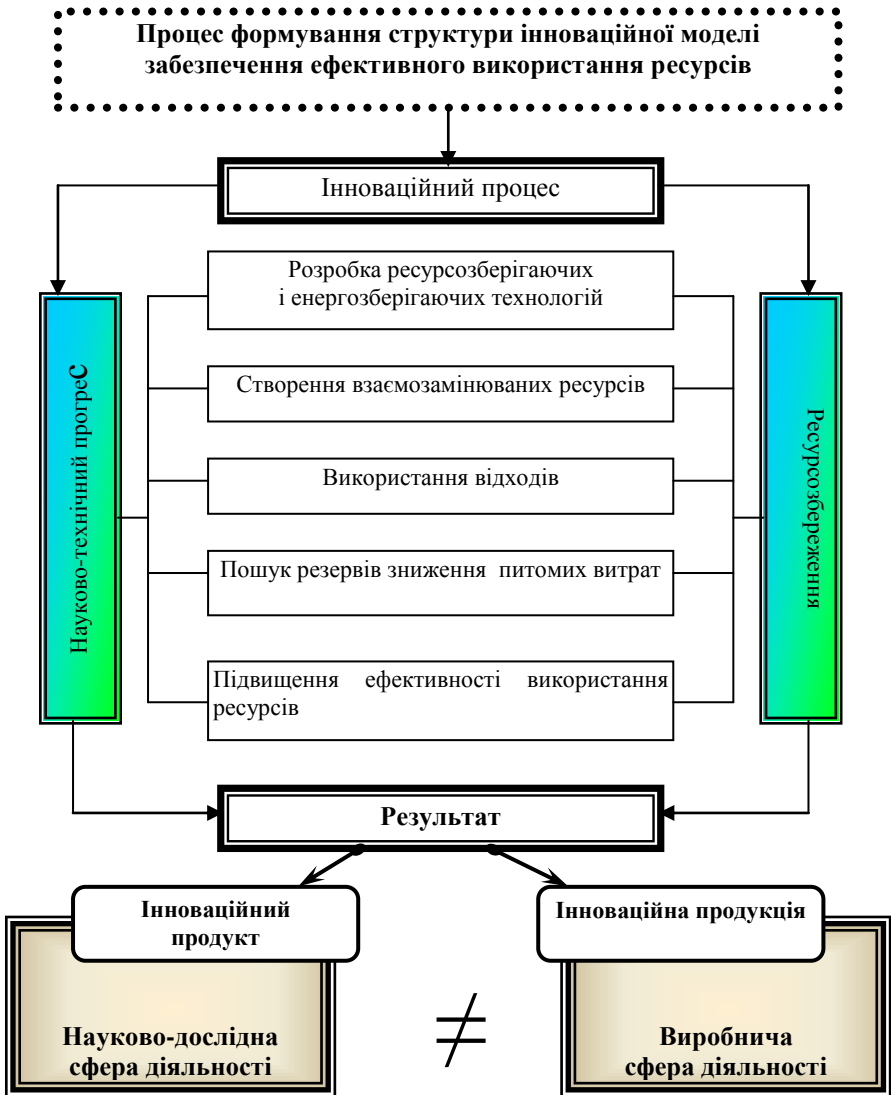 Процес формування структури інноваційної моделі
забезпечення ефективного використання ресурсів
Інноваційний процес
Розробка ресурсозберігаючих
і енергозберігаючих технологій
Створення взаємозамінюваних ресурсів
Використання відходів
Пошук резервів зниження питомих витрат
Підвищення ефективності використання
ресурсів
Науково-технічний прогреС
Ресурсозбереження
Результат
Інноваційний
продукт
Інноваційна продукція
Науково-дослідна
сфера діяльності
≠
Виробнича
сфера діяльності